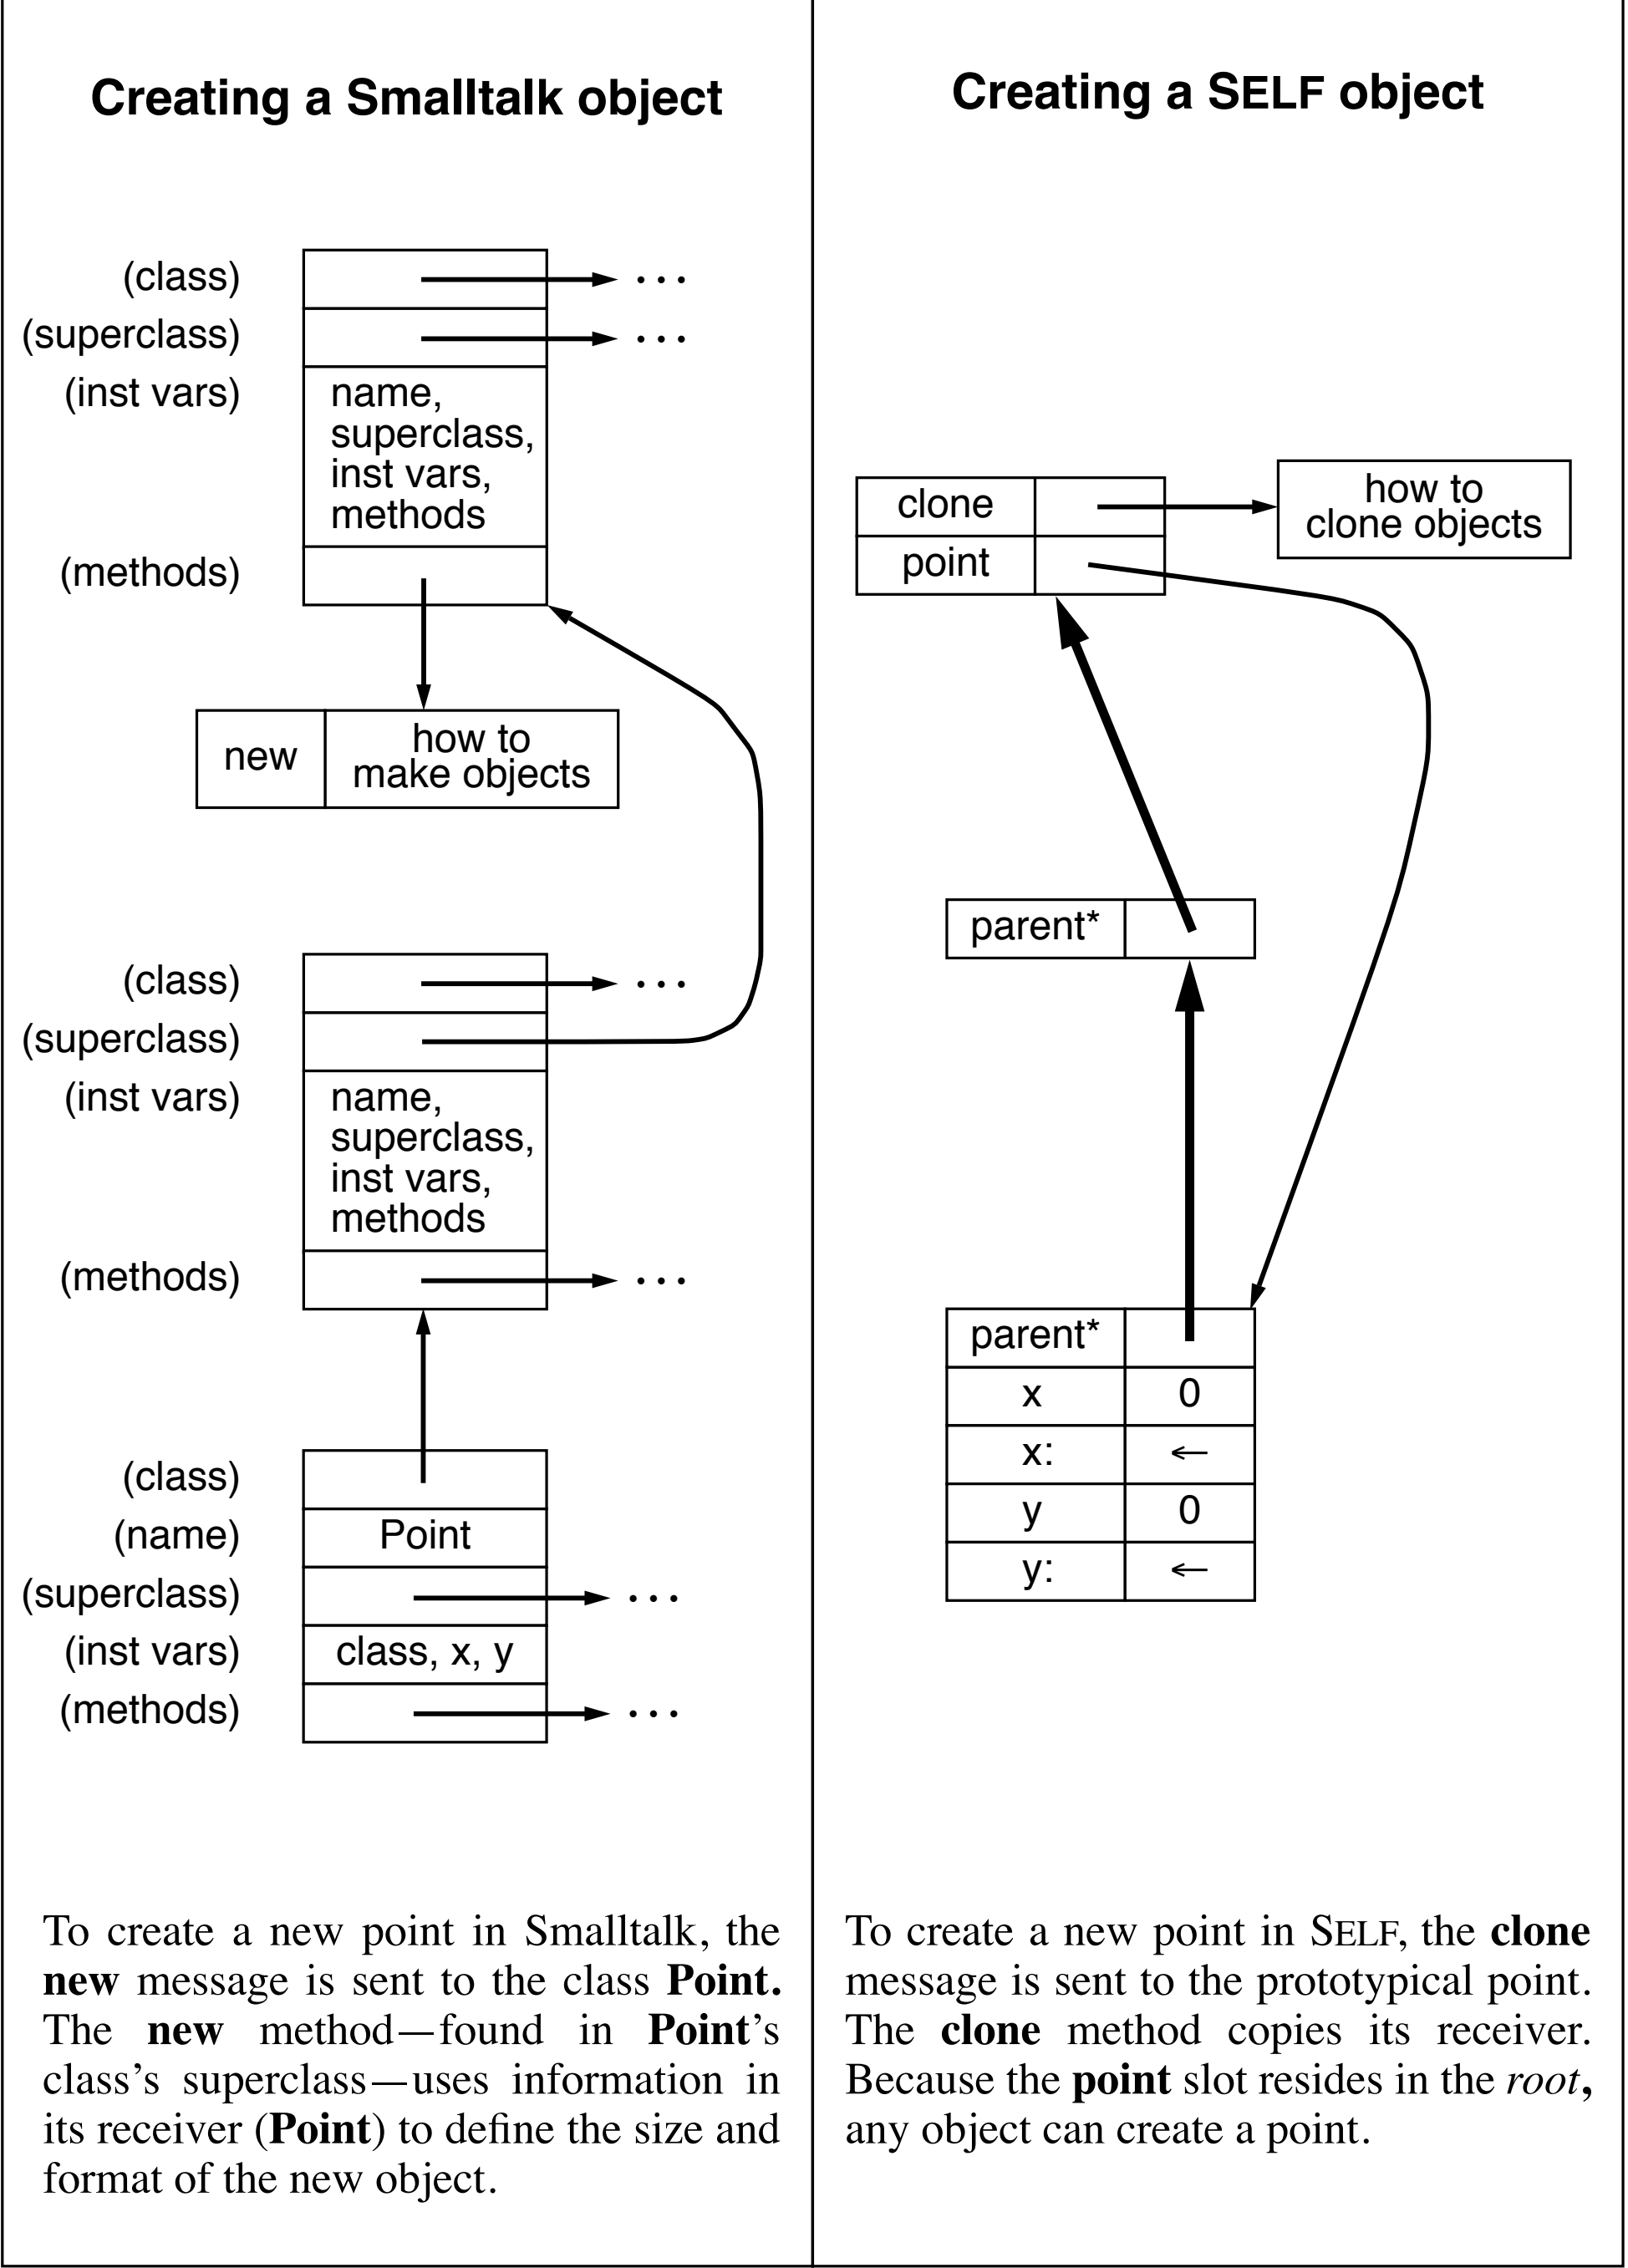 Creating a Smalltalk object
(class)
...
(superclass)
...
(inst vars)
name,
superclass,
inst vars,
methods
(methods)
new
how to
make objects
(class)
...
(superclass)
(inst vars)
name,
superclass,
inst vars,
methods
(methods)
...
(class)
(name)
Point
(superclass)
...
(inst vars)
class, x, y
(methods)
...
To create a new point in Smalltalk, the
new message is sent to the class Point.
The new method—found in Point's
class's superclass—uses information in
its receiver (Point) to define the size and
format of the new object.
Creating a SELF object
clone
how to
clone objects
point
parent*
parent*
x
0
x:
←
y
0
y:
←
To create a new point in SELF, the clone
message is sent to the prototypical point.
The clone method copies its receiver.
Because the point slot resides in the root,
any object can create a point.